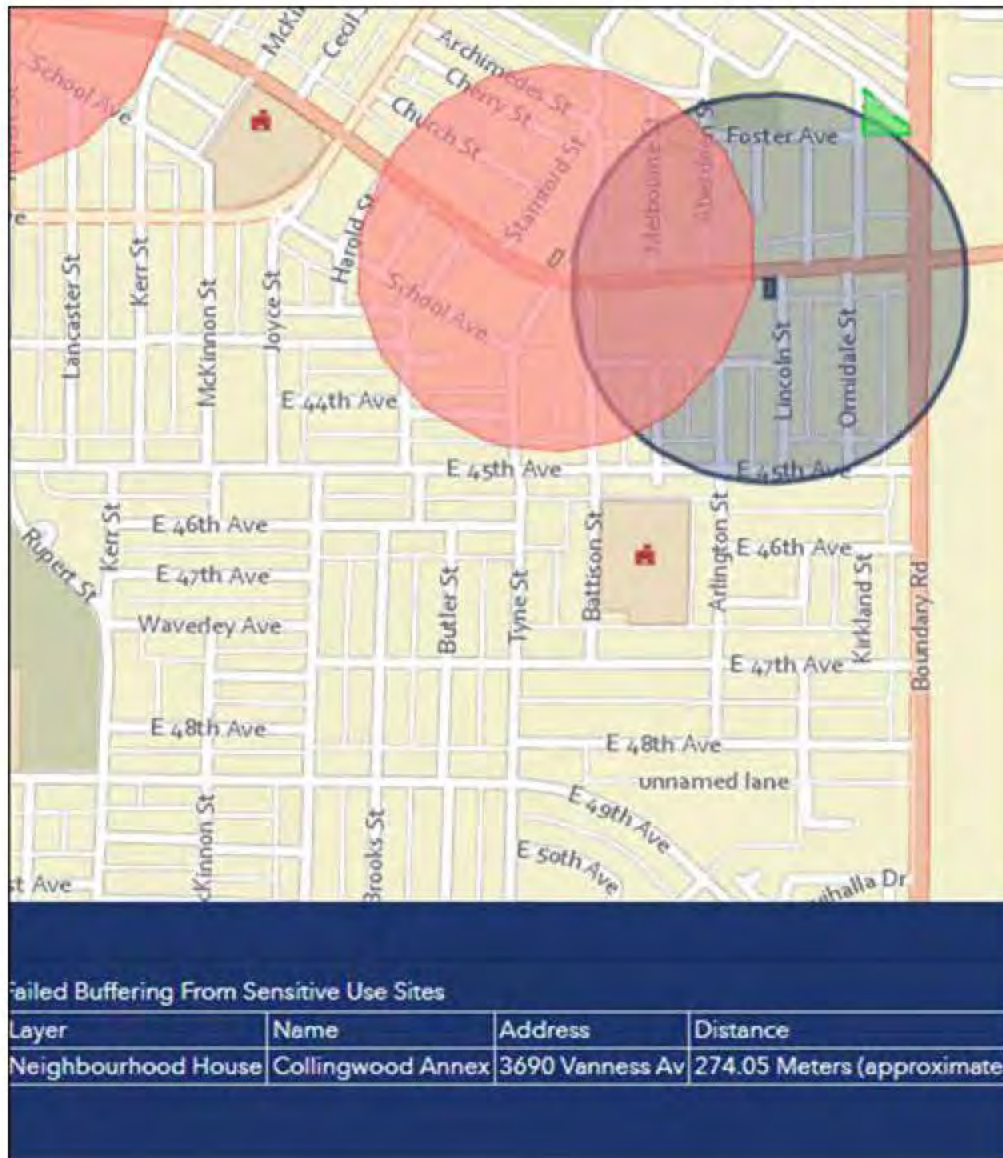 McKin
Cecil S
Archimedes St
Cherry St
Church St
School Ave
Stamford St
Melbourne
Aberdeen S
Foster Ave
Harold St
School Ave
Lancaster St
Kerr St
McKinnon St
Joyce St
Lincoln St
Ormidale St
E 44th Ave
E 45th Ave
E 45th Ave
Rupert St
Kerr St
E 46th Ave
E 47th Ave
Waverley Ave
Butler St
Tyne St
Battison St
Arlington St
E 46th Ave
Kirkland St
Boundary Rd
E 47th Ave
E 48th Ave
E 48th Ave
unnamed lane
E 49th Ave
E 50th Ave
cKinnon St
Brooks St
st Ave
uihalla Dr
Failed Buffering From Sensitive Use Sites
Layer Name Address Distance
Neighbourhood House Collingwood Annex 3690 Vanness Av 274.05 Meters (approximate